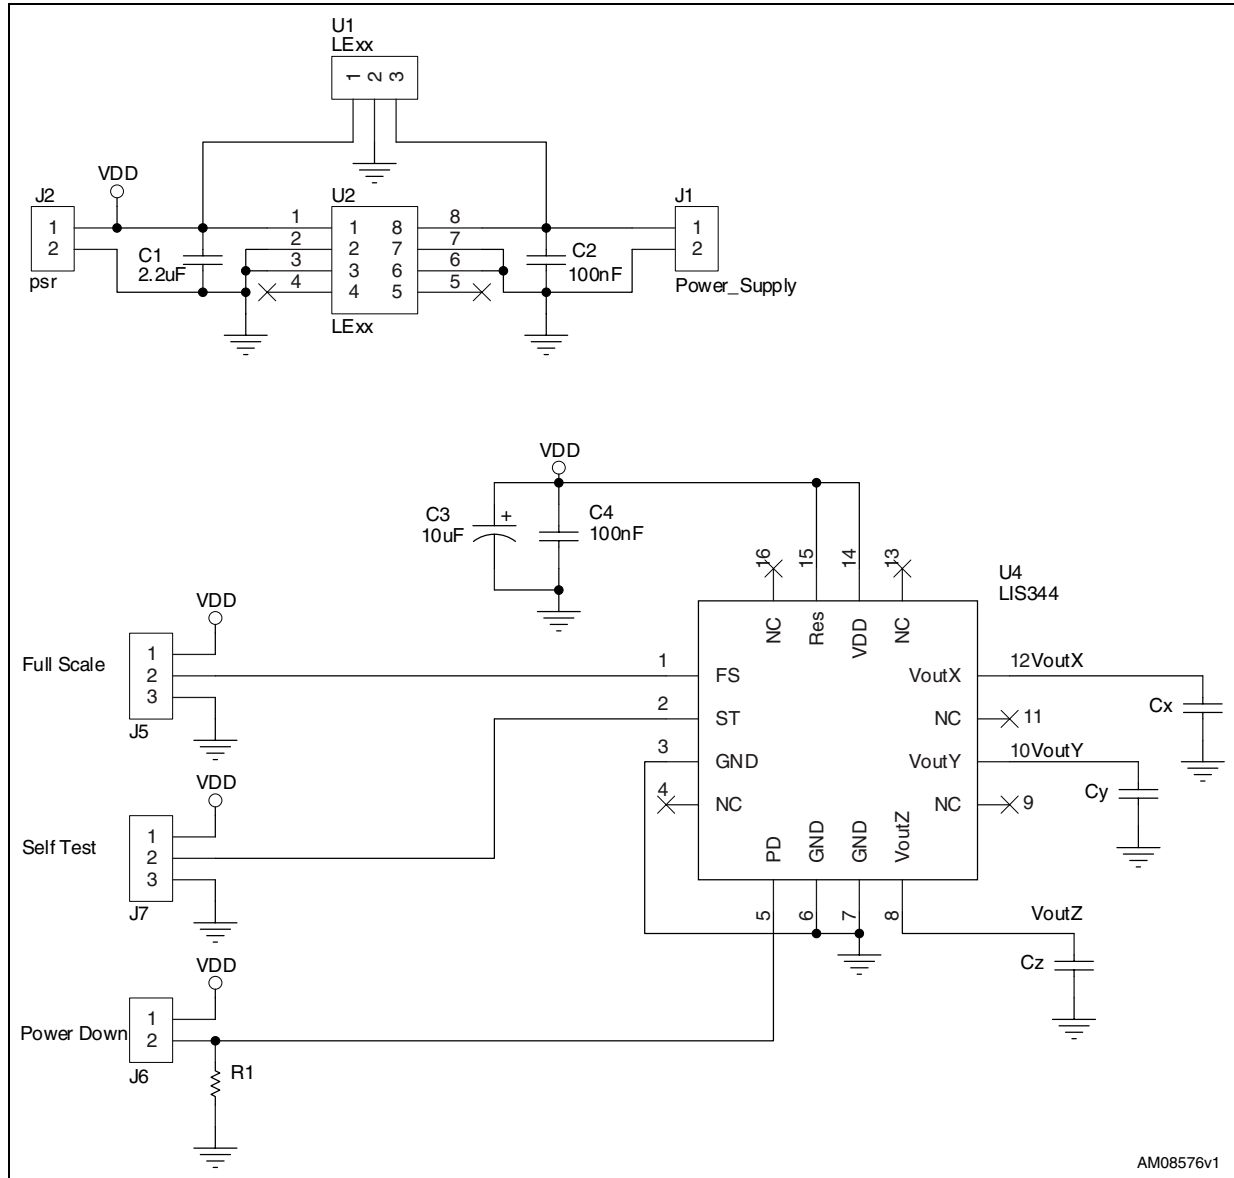 U1
LExx
1 2 3
VDD
J2
1
2
psr
C1
2.2uF
U2
1 1 8 8
2 2 7 7
3 3 6 6
4 4 5 5
LExx
C2
100nF
J1
1
2
Power_Supply
VDD
C3
10uF
+
C4
100nF
16 15 14 13
U4
LIS344
NC Res VDD NC
VDD
Full Scale
1
2
3
J5
1 FS
2 ST
3 GND
4 NC
VoutX 12VoutX
NC 11
VoutY 10VoutY
NC 9
Cx
Cy
VDD
Self Test
1
2
3
J7
PD GND GND VoutZ
5 6 7 8
VoutZ
Cz
VDD
Power Down
1
2
J6
R1
AM08576v1